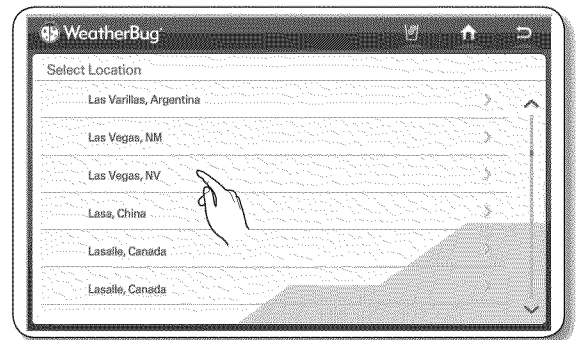 WeatherBug
Select Location
Las Varillas, Argentina
Las Vegas, NM
Las Vegas, NV
Lasa, China
Lasalle, Canada
Lasalle, Canada